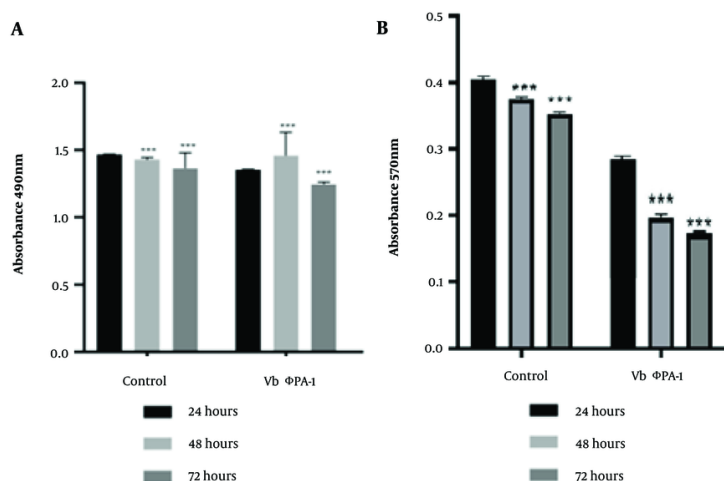 A
Absorbance 490nm
2.0
1.5
1.0
0.5
0.0
***
***
***
***
Control
Vb ΦPA-1
24 hours
48 hours
72 hours
B
Absorbance 570nm
0.5
0.4
0.3
0.2
0.1
0.0
***
***
***
***
Control
Vb ΦPA-1
24 hours
48 hours
72 hours